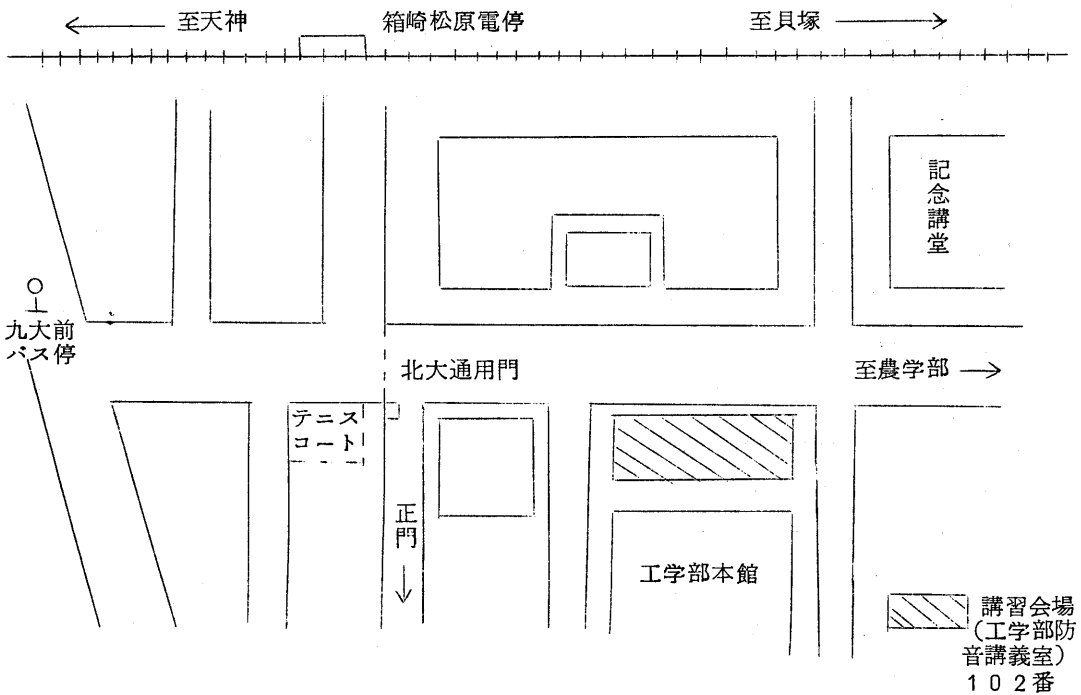 至天神
箱崎松原電停
至貝塚
記念講堂
九大前
バス停
北大通用門
至農学部
テニス
コート
正門
工学部本館
講習会場
（工学部防
音講義室）
１０２番